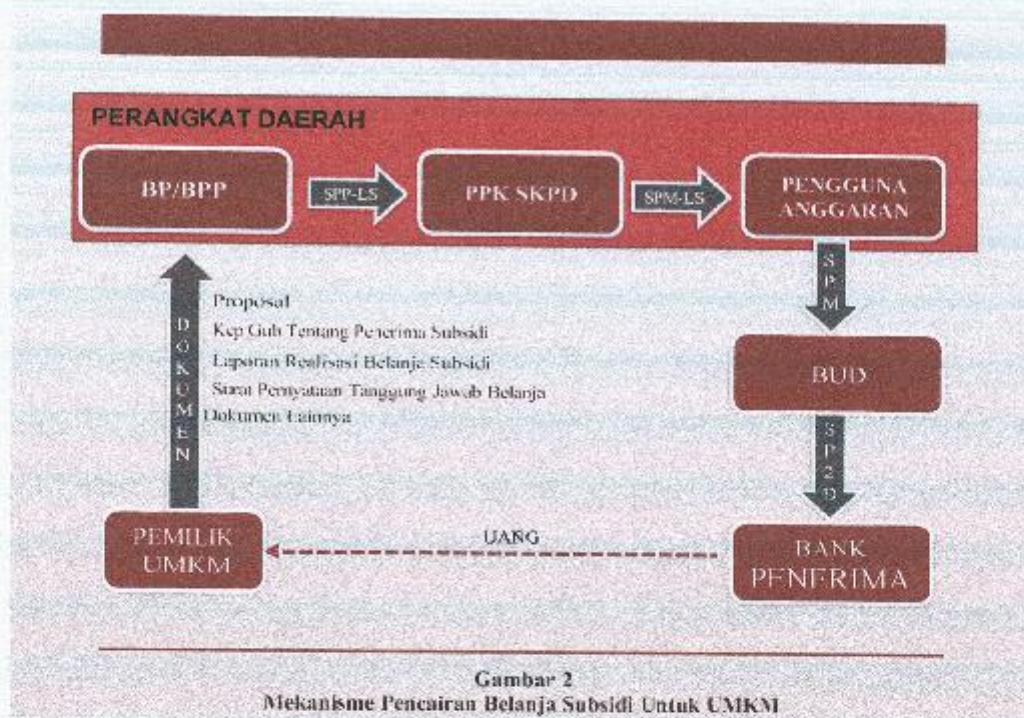 PERANGKAT DAERAH
BP/BPP
SPP-LS
PPK SKPD
SPM-LS
PENGGUNA
ANGGARAN
SPM
DOKUMEN
Proposal
Kep Gub Tentang Penerima Subsidi
Laporan Realisasi Belanja Subsidi
Surat Pernyataan Tanggung Jawab Belanja
Dokumen Lainnya
BUD
SP2D
PEMILIK
UMKM
UANG
BANK
PENERIMA
Gambar 2
Mekanisme Pencairan Belanja Subsidi Untuk UMKM